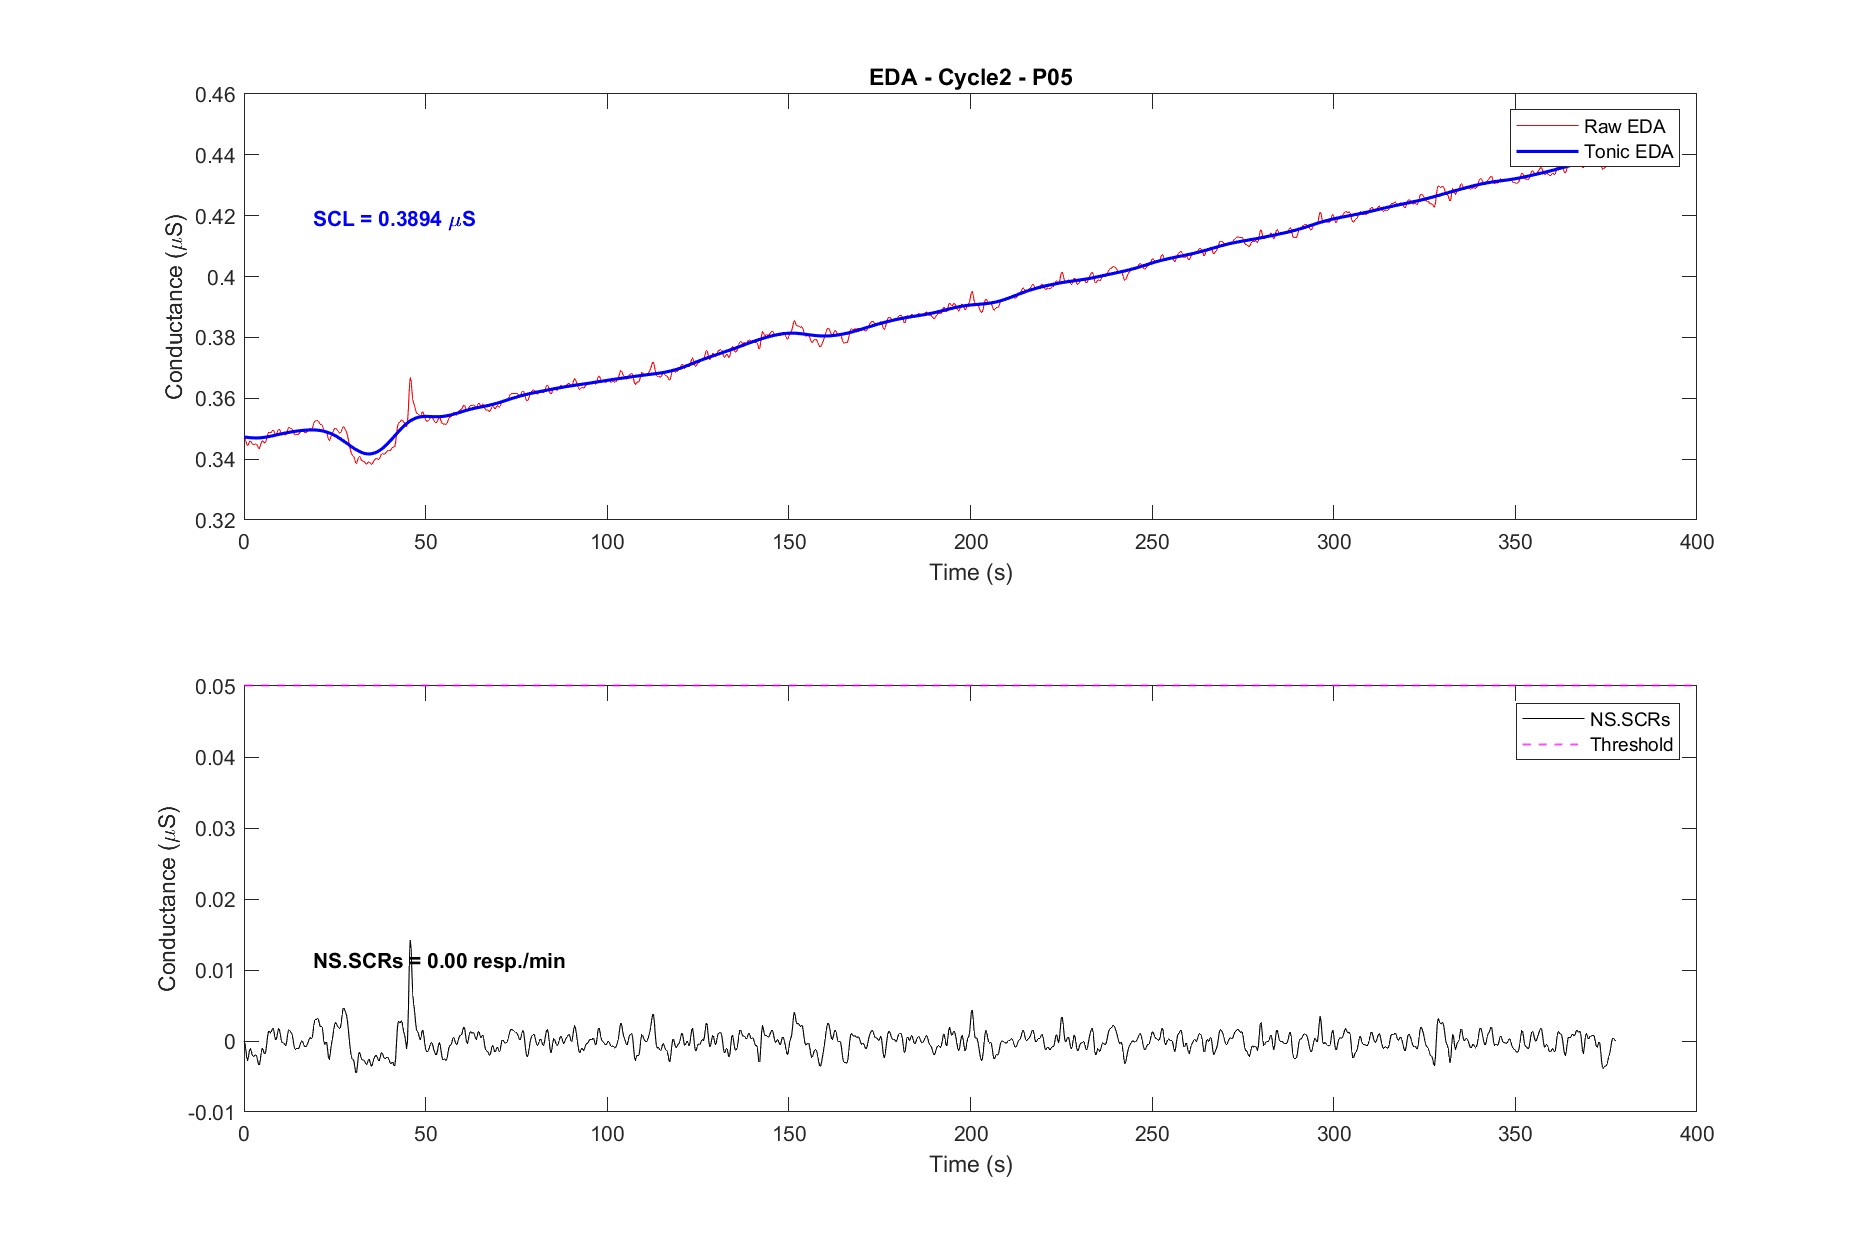 EDA - Cycle2 - P05
0.46
0.44
0.42
0.4
0.38
0.36
0.34
0.32
Conductance (μS)
SCL = 0.3894 μS
Raw EDA
Tonic EDA
0 50 100 150 200 250 300 350 400
Time (s)
0.05
0.04
0.03
0.02
0.01
0
-0.01
Conductance (μS)
NS.SCRs = 0.00 resp./min
NS.SCRs
Threshold
0 50 100 150 200 250 300 350 400
Time (s)